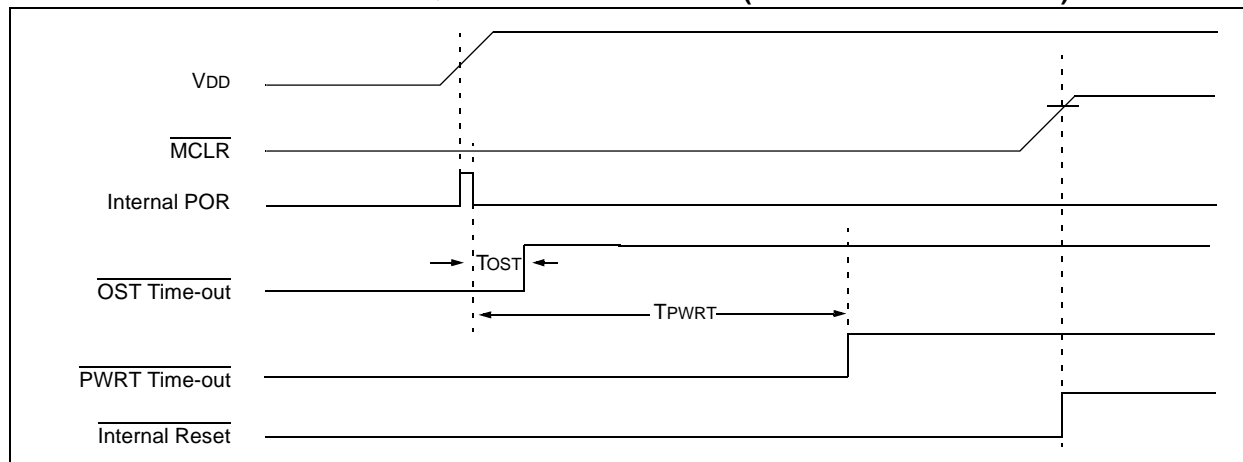 VDD
MCLR
Internal POR
TOST
OST Time-out
TPWRT
PWRT Time-out
Internal Reset